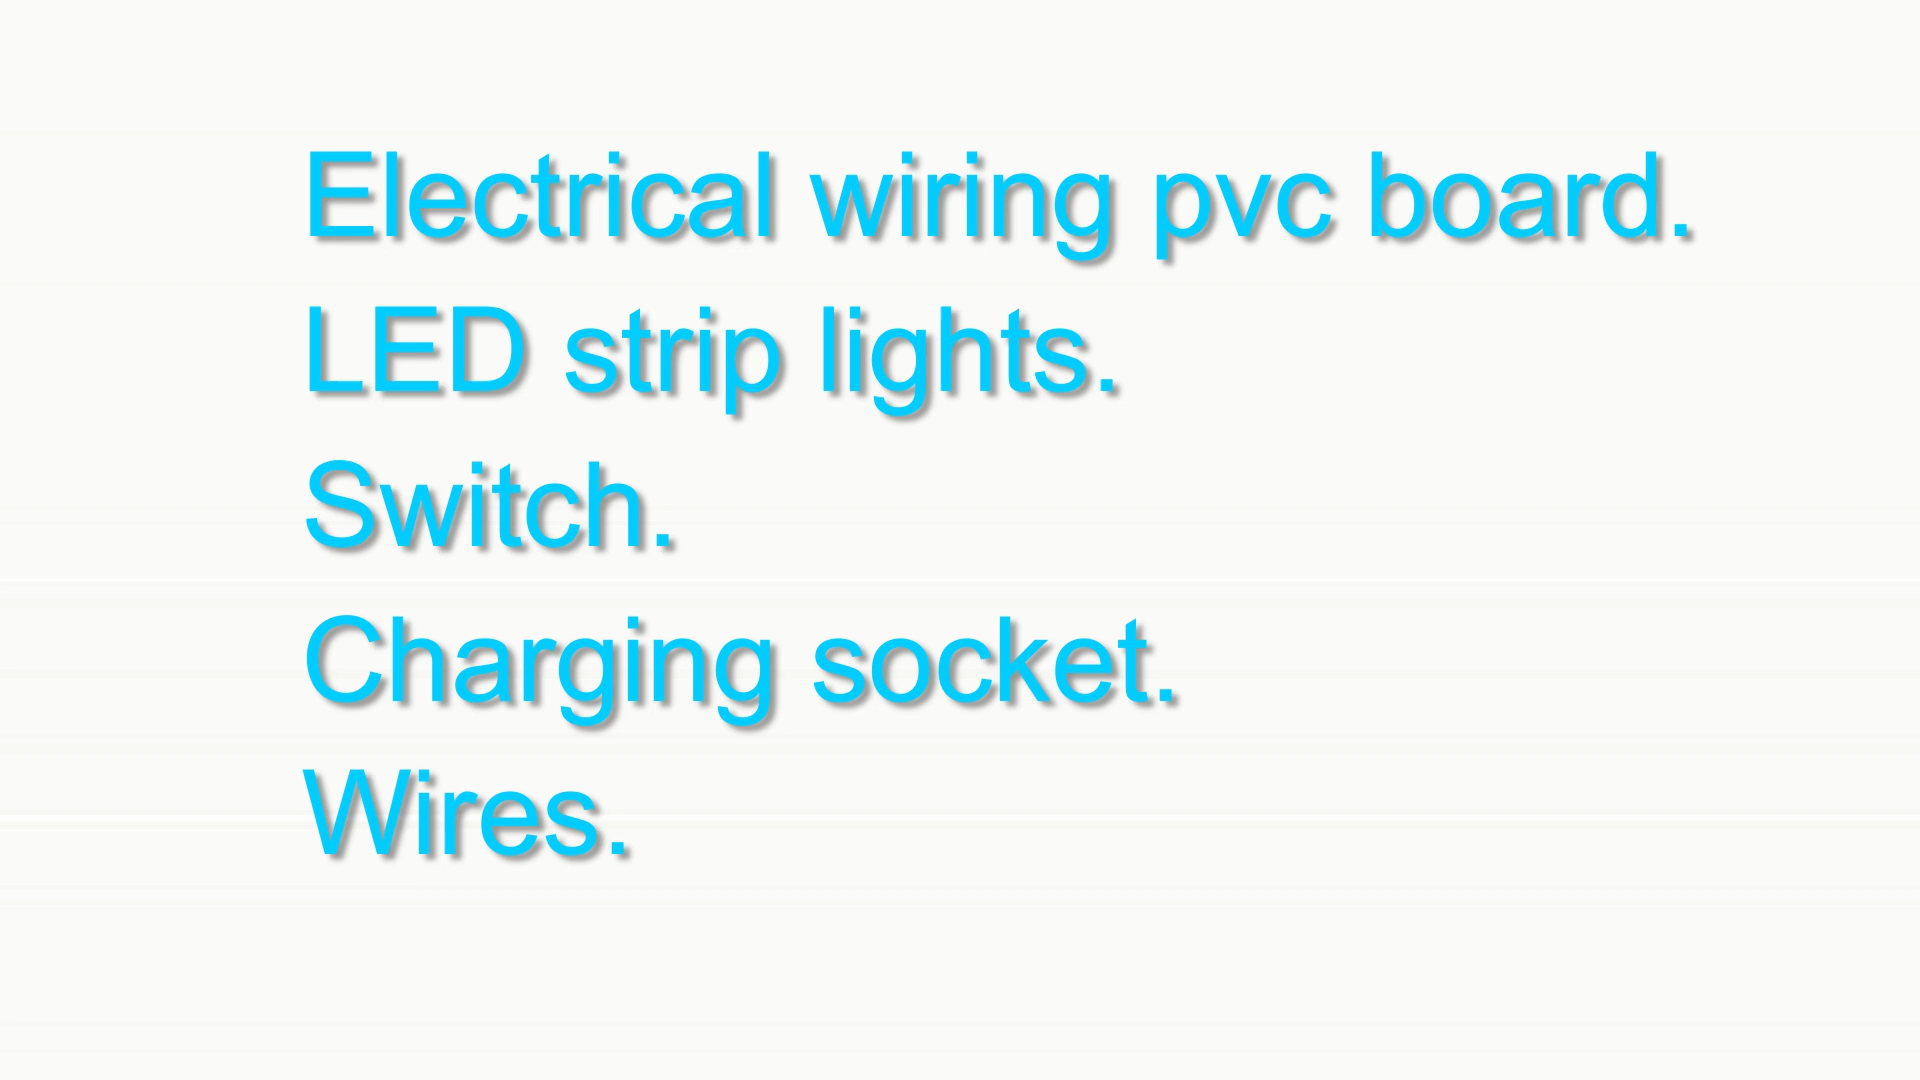 Electrical wiring pvc board.
LED strip lights.
Switch.
Charging socket.
Wires.